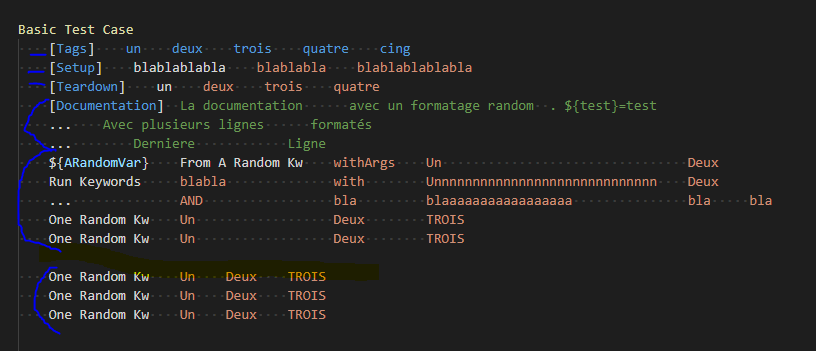 Basic Test Case
[Tags] un deux trois quatre cing
[Setup] blablablabla blablabla blablablablabla
[Teardown] un deux trois quatre
[Documentation] La documentation avec un formatage random . ${test}=test
... Avec plusieurs lignes formatés
... Derniere Ligne
${ARandomVar} From A Random Kw withArgs Un Deux
Run Keywords blabla with Unnnnnnnnnnnnnnnnnnnnnnnnnnnn Deux
... AND bla blaaaaaaaaaaaaaaaaa bla bla
One Random Kw Un Deux TROIS
One Random Kw Un Deux TROIS
One Random Kw Un Deux TROIS
One Random Kw Un Deux TROIS
One Random Kw Un Deux TROIS